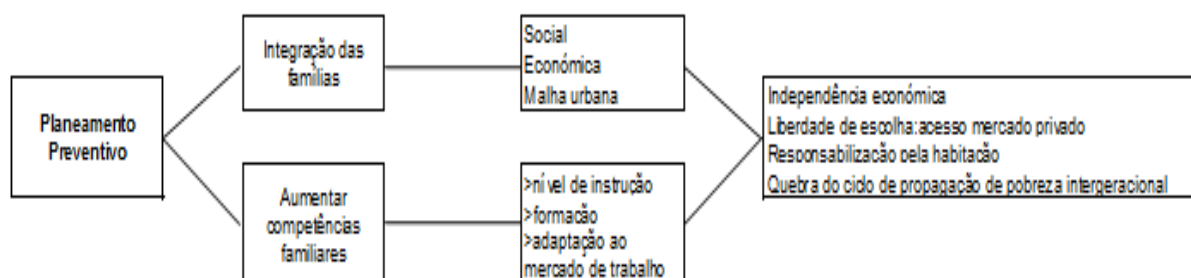 Planeamento
Preventivo
Integração das
famílias
Social
Económica
Malha urbana
Aumentar
competências
familiares
>nível de instrução
>formação
>adaptação ao
mercado de trabalho
Independência económica
Liberdade de escolha:acesso mercado privado
Responsabilização pela habitação
Quebra do ciclo de propagação de pobreza intergeracional